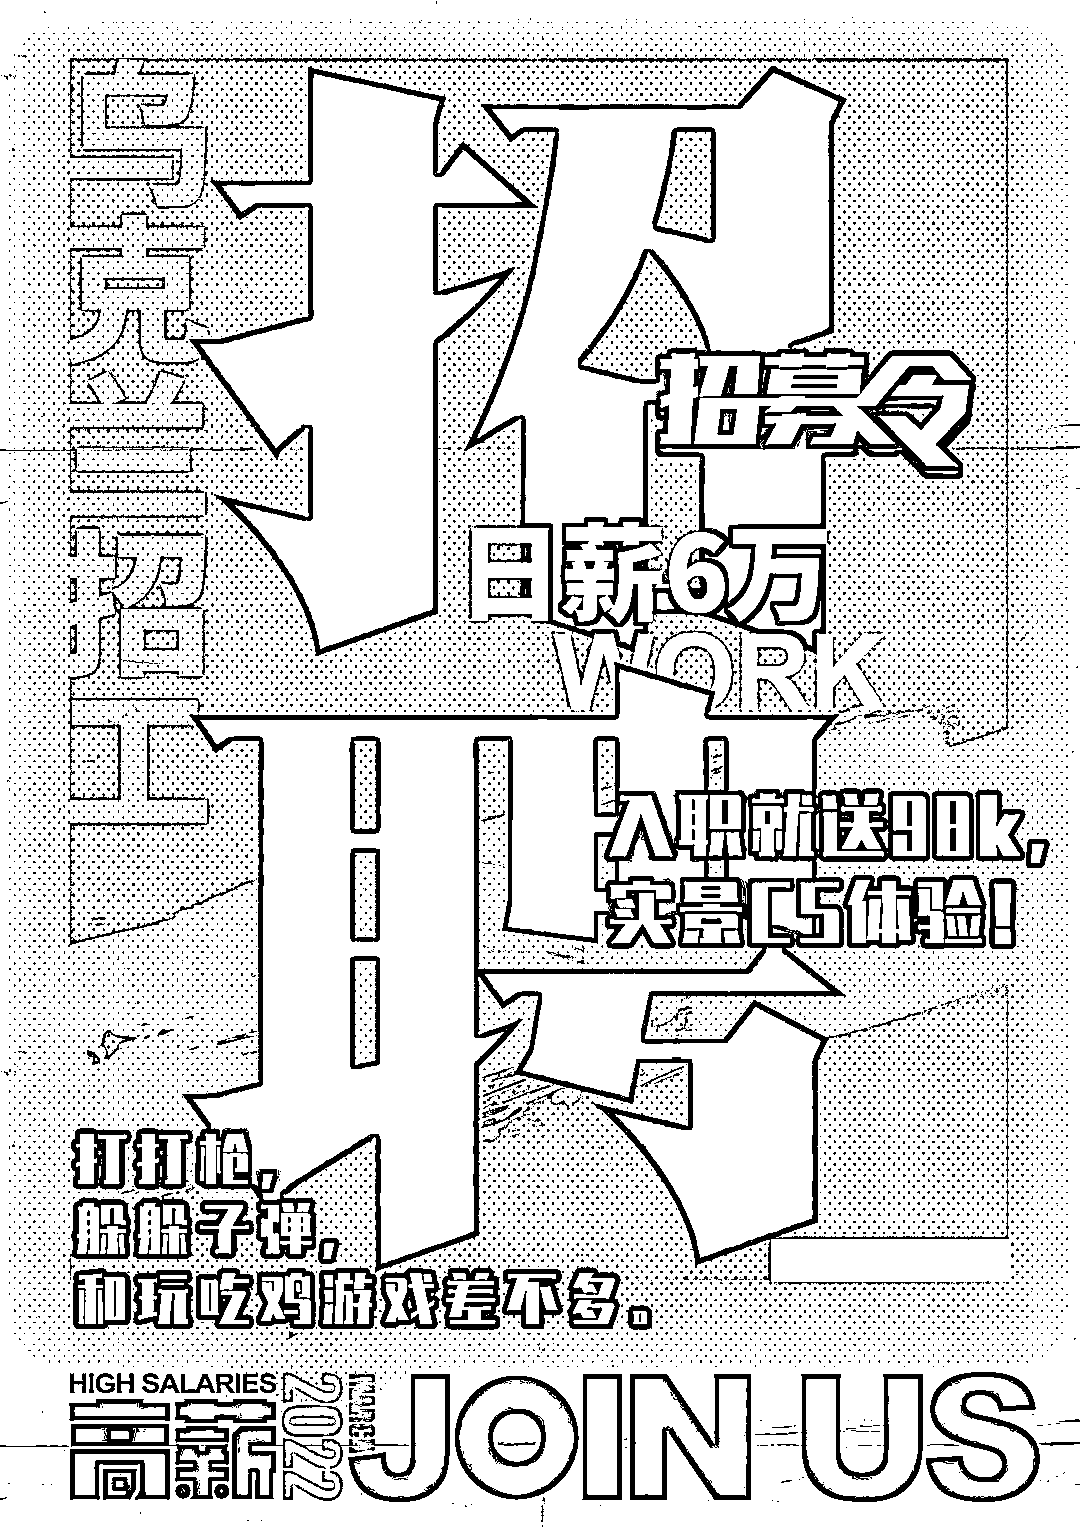 乌克兰招工
招聘
招募令
日薪6万
WORK
入职就送98k，
实景CS体验！
打打枪，
躲躲子弹，
和玩吃鸡游戏差不多。
HIGH SALARIES
高薪
2022
MARCH
JOIN US